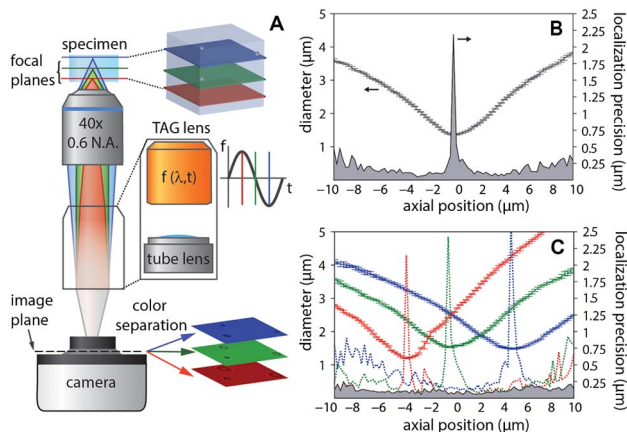 A
specimen
focal
planes
40x
0.6 N.A.
TAG lens
f (λ,t)
f
t
tube lens
image
plane
color
separation
camera
B
diameter (μm)
5
4
3
2
1
localization precision (μm)
2.5
2.25
2
1.75
1.5
1.25
1
0.75
0.5
0.25
−10 −8 −6 −4 −2 0 2 4 6 8 10
axial position (μm)
C
diameter (μm)
5
4
3
2
1
localization precision (μm)
2.5
2.25
2
1.75
1.5
1.25
1
0.75
0.5
0.25
−10 −8 −6 −4 −2 0 2 4 6 8 10
axial position (μm)